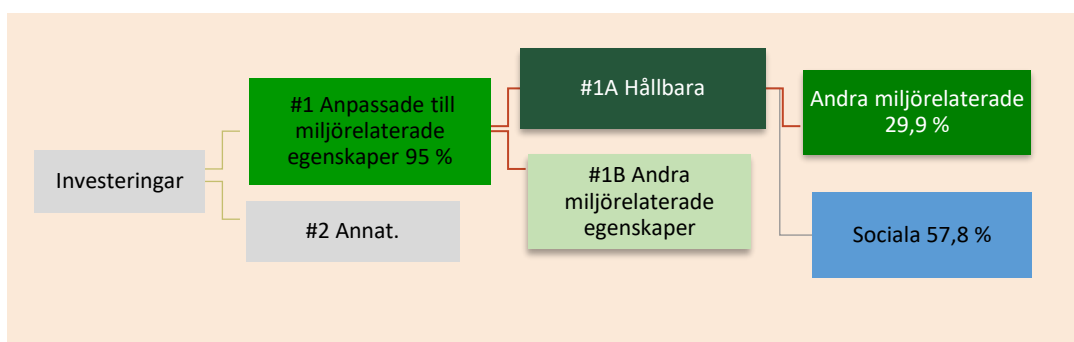 Investeringar
#1 Anpassade till
miljörelaterade
egenskaper 95 %
#2 Annat.
#1A Hållbara
#1B Andra
miljörelaterade
egenskaper
Andra miljörelaterade
29,9 %
Sociala 57,8 %